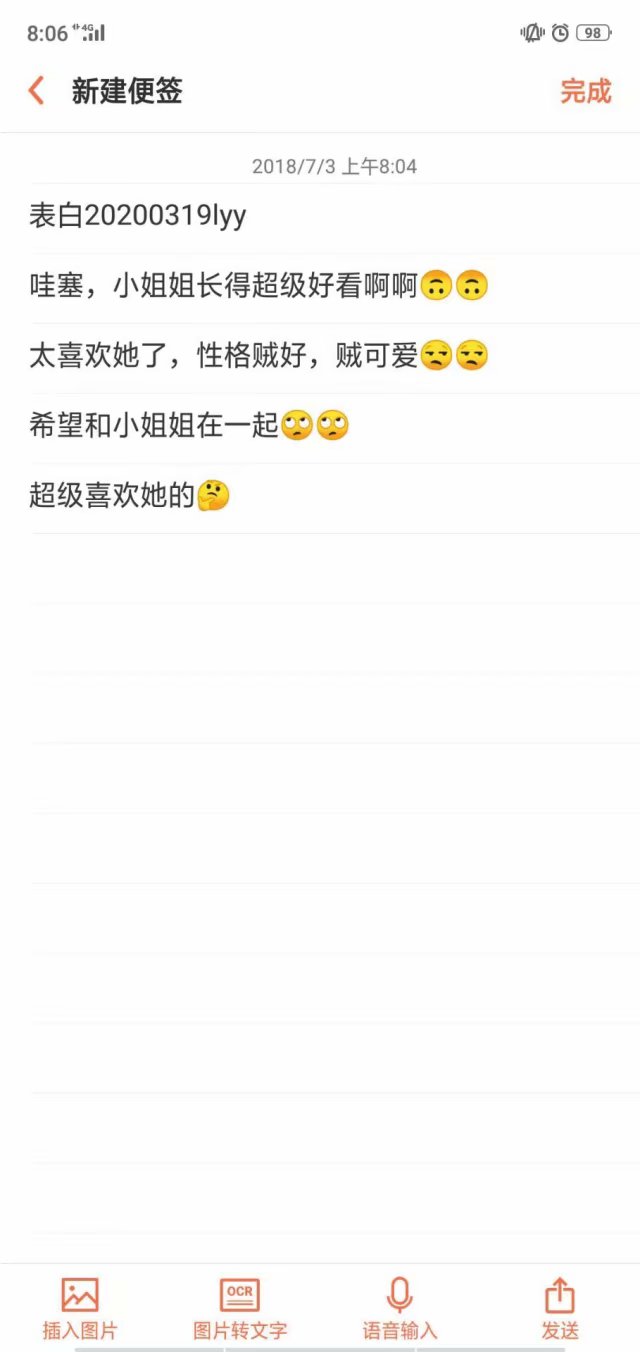 8:06 4G 98
新建便签 完成
2018/7/3 上午8:04
表白20200319lyy
哇塞，小姐姐长得超级好看啊啊🙃🙃
太喜欢她了，性格贼好，贼可爱😒😒
希望和小姐姐在一起🙄🙄
超级喜欢她的🤔
OCR
插入图片 图片转文字 语音输入 发送